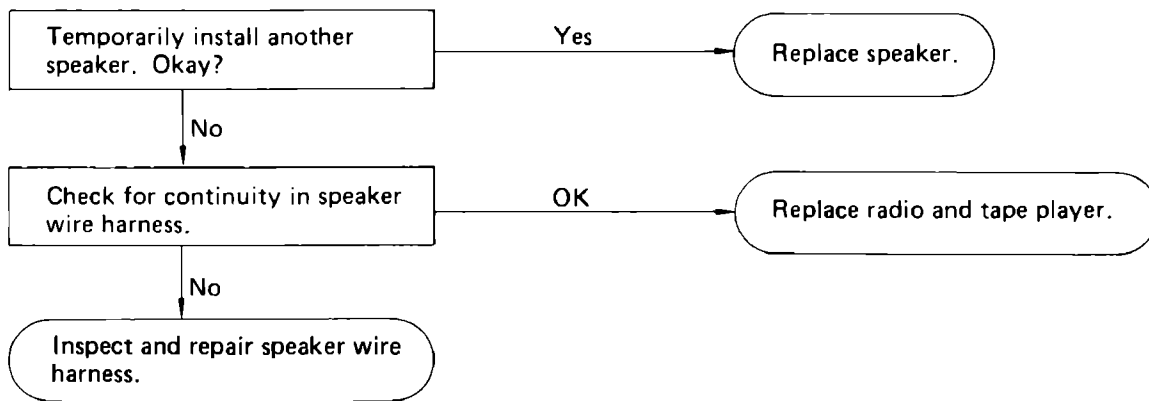 Temporarily install another
speaker. Okay?
Yes
Replace speaker.
No
Check for continuity in speaker
wire harness.
OK
Replace radio and tape player.
No
Inspect and repair speaker wire
harness.